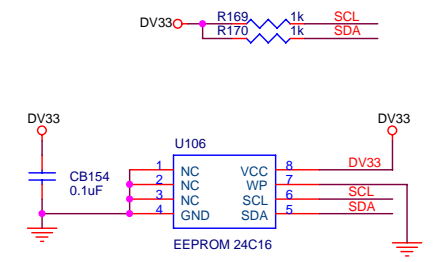 DV33 R169 1k SCL
R170 1k SDA
DV33 DV33
U106
CB154
0.1uF
1 NC VCC 8 DV33
2 NC WP 7
3 NC SCL 6 SCL
4 GND SDA 5 SDA
EEPROM 24C16